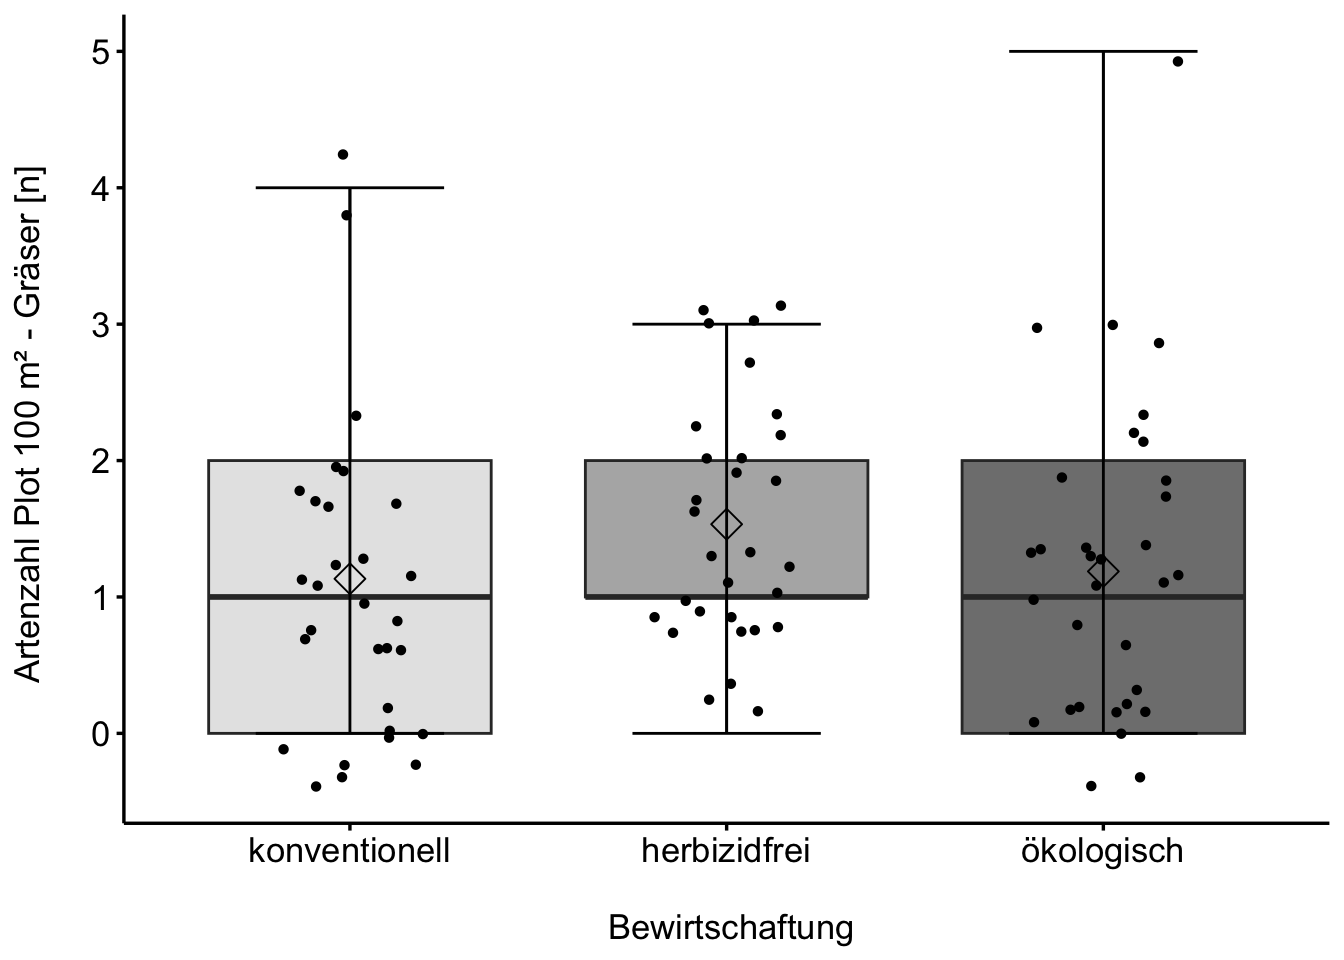 Artenzahl Plot 100 m² - Gräser [n]
5
4
3
2
1
0
konventionell herbizidfrei ökologisch
Bewirtschaftung